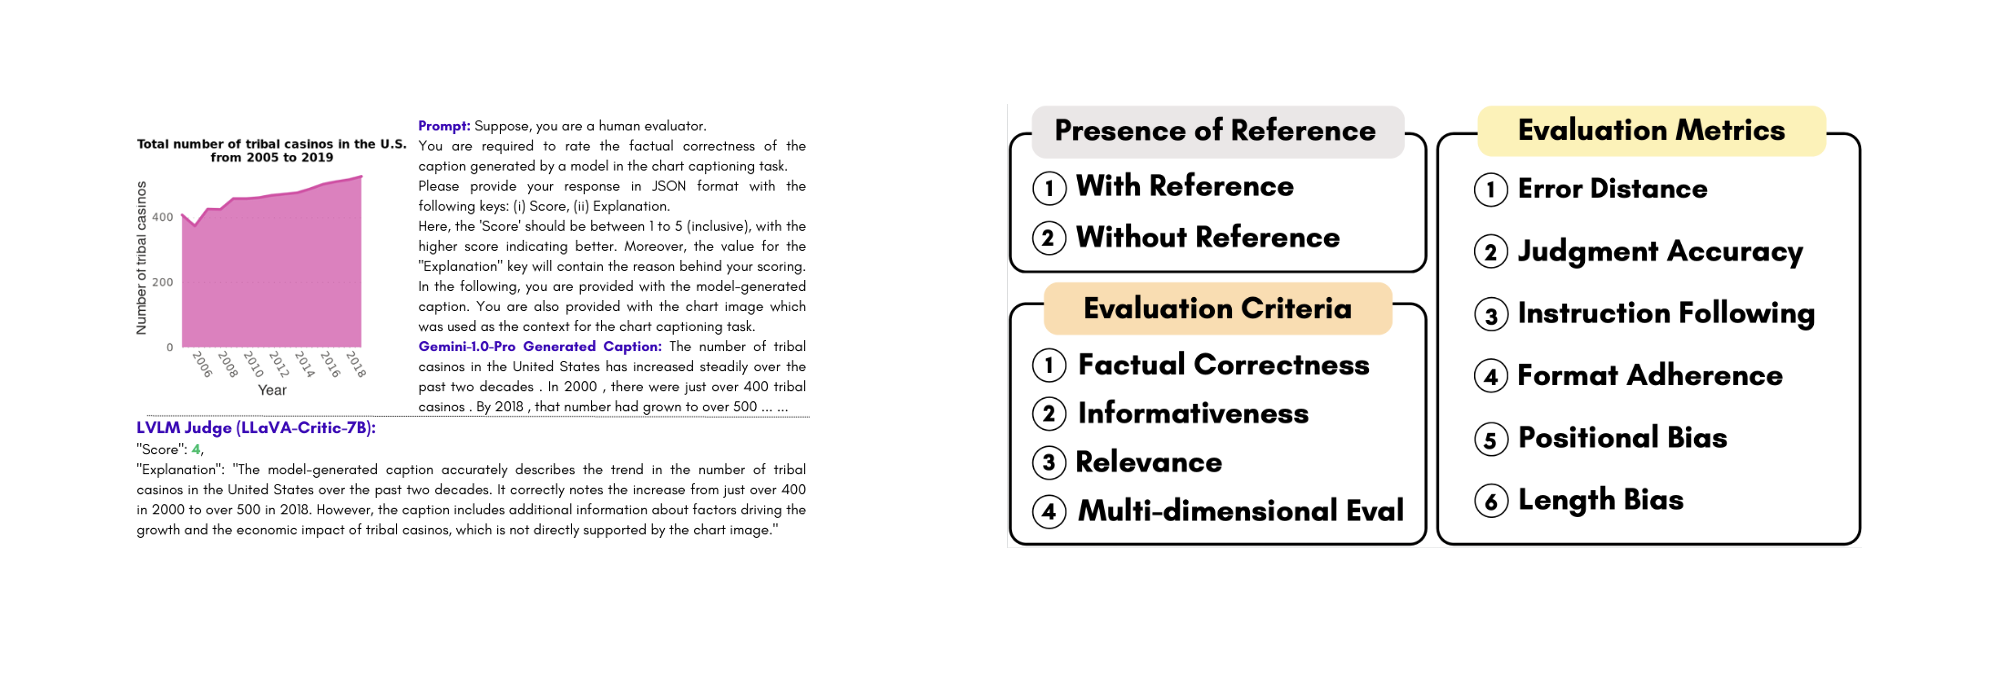 Total number of tribal casinos in the U.S.
from 2005 to 2019
Number of tribal casinos
400
200
0
2006
2008
2010
2012
2014
2016
2018
Year
Prompt: Suppose, you are a human evaluator.
You are required to rate the factual correctness of the
caption generated by a model in the chart captioning task.
Please provide your response in JSON format with the
following keys: (i) Score, (ii) Explanation.
Here, the 'Score' should be between 1 to 5 (inclusive), with the
higher score indicating better. Moreover, the value for the
"Explanation" key will contain the reason behind your scoring.
In the following, you are provided with the model-generated
caption. You are also provided with the chart image which
was used as the context for the chart captioning task.
Gemini-1.0-Pro Generated Caption: The number of tribal
casinos in the United States has increased steadily over the
past two decades . In 2000 , there were just over 400 tribal
casinos . By 2018 , that number had grown to over 500 ... ...
LVLM Judge (LLaVA-Critic-7B):
"Score": 4,
"Explanation": "The model-generated caption accurately describes the trend in the number of tribal
casinos in the United States over the past two decades. It correctly notes the increase from just over 400
in 2000 to over 500 in 2018. However, the caption includes additional information about factors driving the
growth and the economic impact of tribal casinos, which is not directly supported by the chart image."
Presence of Reference
1 With Reference
2 Without Reference
Evaluation Criteria
1 Factual Correctness
2 Informativeness
3 Relevance
4 Multi-dimensional Eval
Evaluation Metrics
1 Error Distance
2 Judgment Accuracy
3 Instruction Following
4 Format Adherence
5 Positional Bias
6 Length Bias